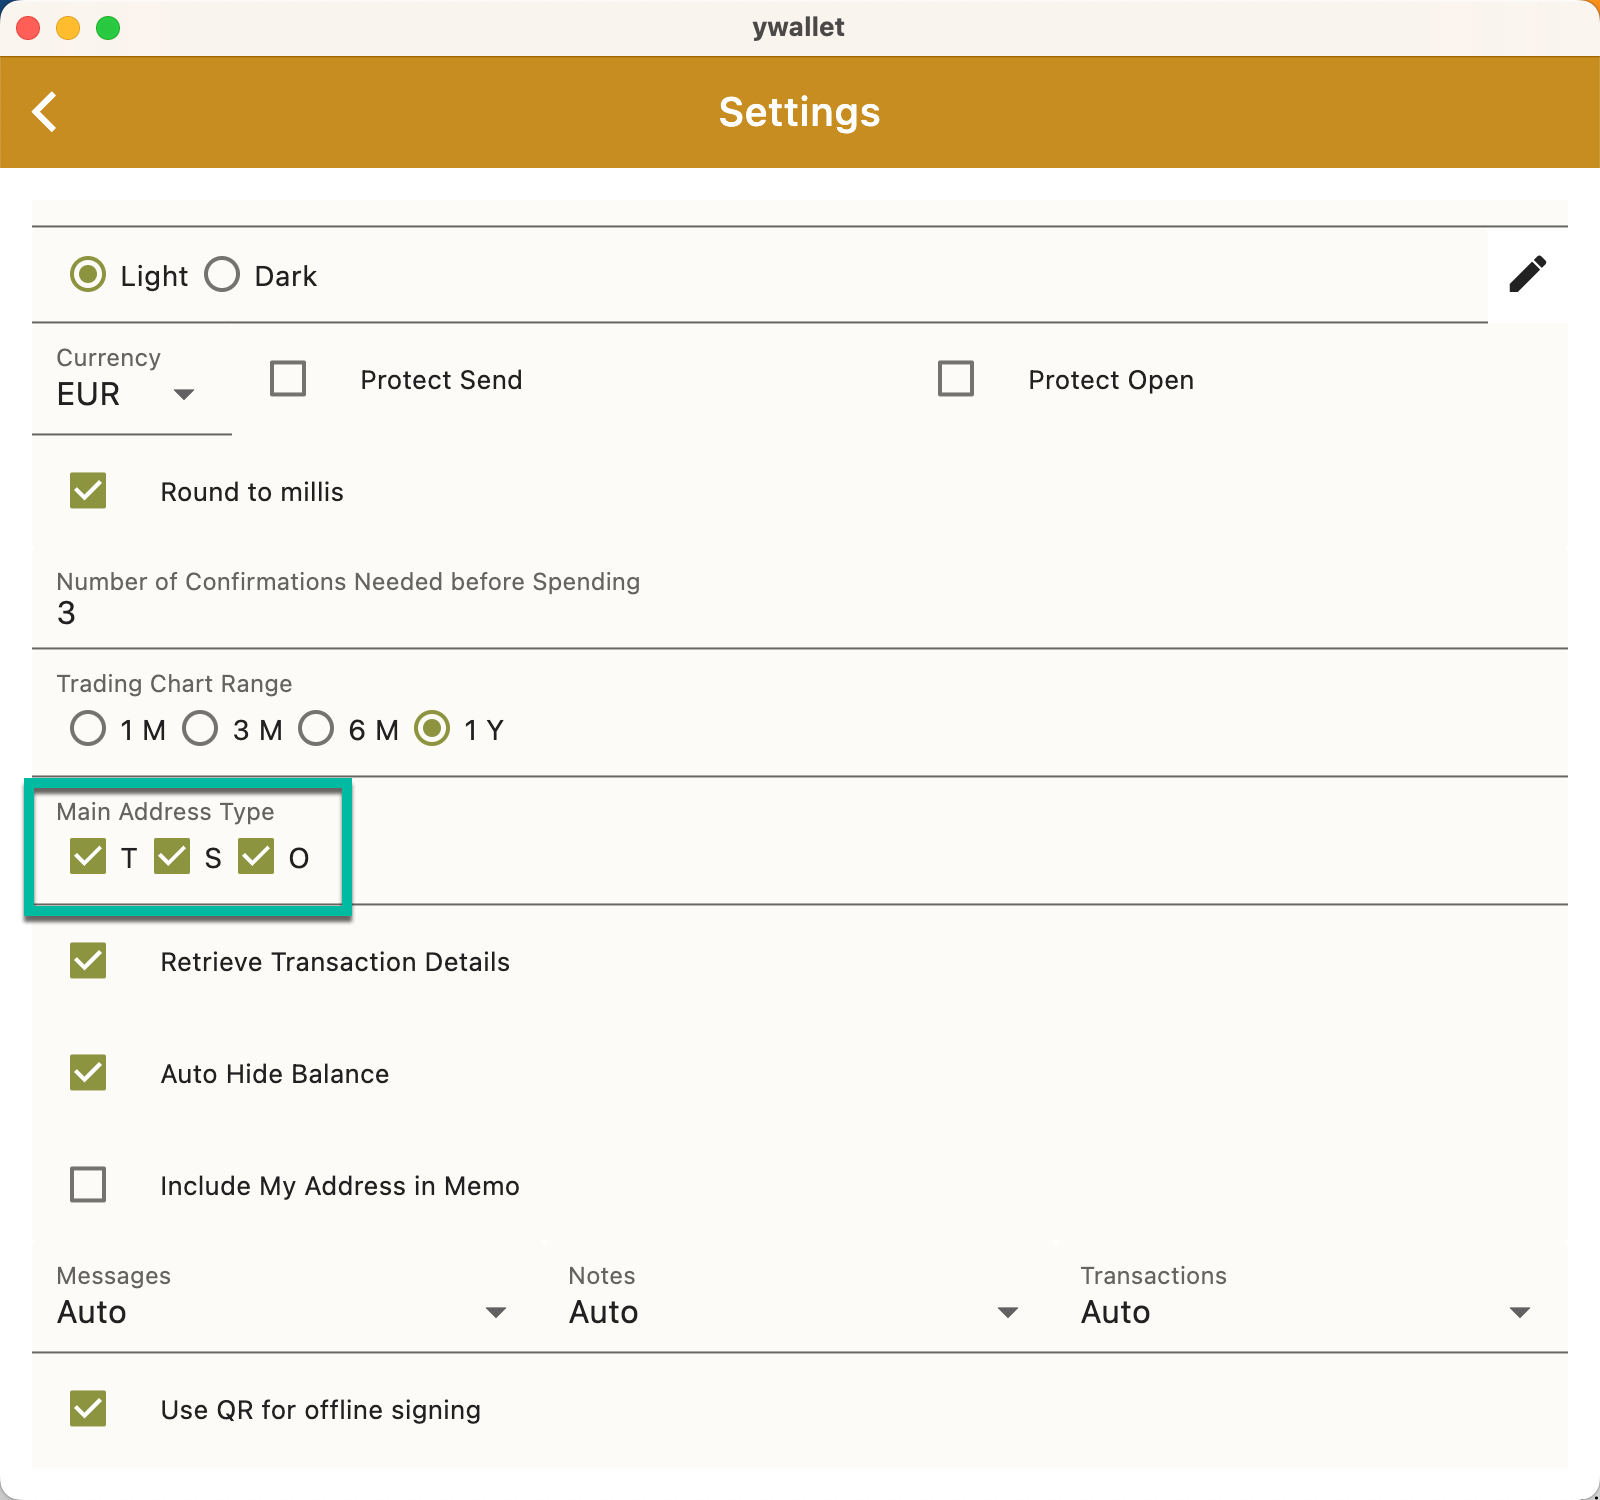 ywallet
Settings
Light Dark
Currency
EUR
Protect Send
Protect Open
Round to millis
Number of Confirmations Needed before Spending
3
Trading Chart Range
1 M 3 M 6 M 1 Y
Main Address Type
T S O
Retrieve Transaction Details
Auto Hide Balance
Include My Address in Memo
Messages Notes Transactions
Auto Auto Auto
Use QR for offline signing